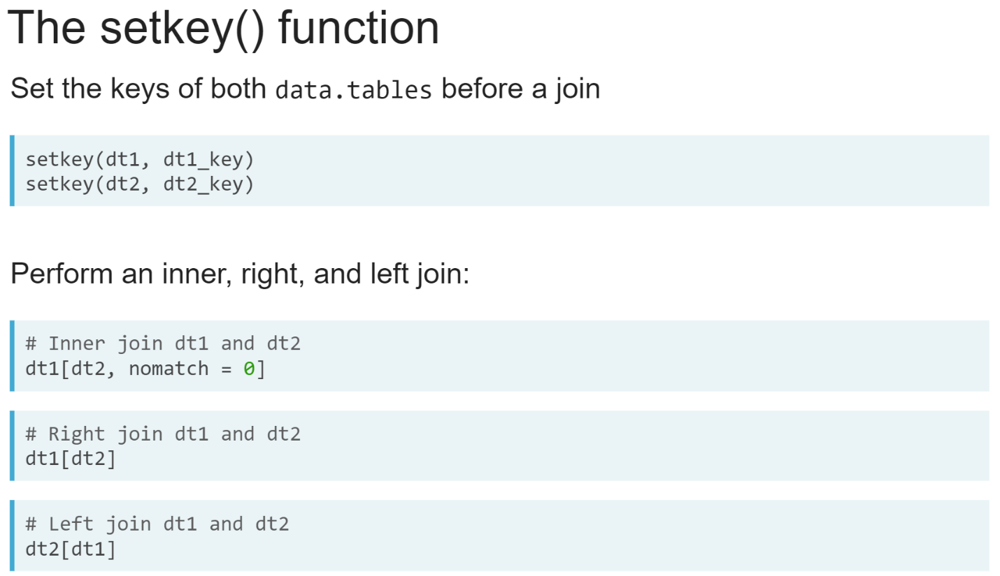 The setkey() function
Set the keys of both data.tables before a join
setkey(dt1, dt1_key)
setkey(dt2, dt2_key)
Perform an inner, right, and left join:
# Inner join dt1 and dt2
dt1[dt2, nomatch = 0]
# Right join dt1 and dt2
dt1[dt2]
# Left join dt1 and dt2
dt2[dt1]